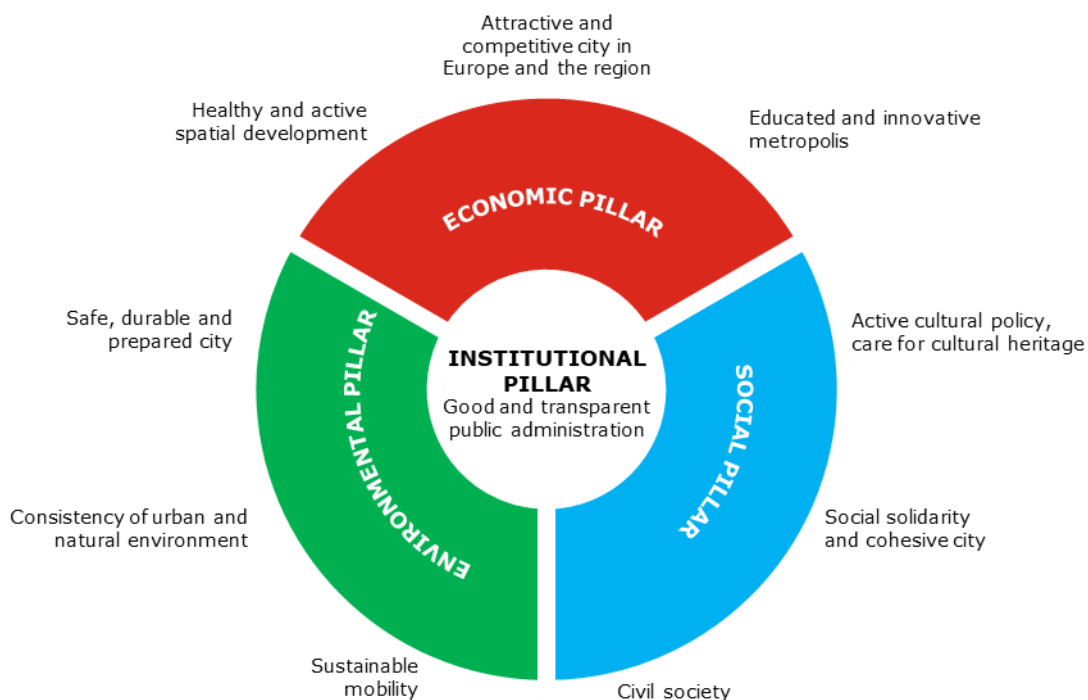 Attractive and
competitive city in
Europe and the region
Healthy and active
spatial development
Educated and innovative
metropolis
ECONOMIC PILLAR
Safe, durable and
prepared city
Active cultural policy,
care for cultural heritage
ENVIRONMENTAL PILLAR
INSTITUTIONAL
PILLAR
Good and transparent
public administration
SOCIAL PILLAR
Consistency of urban and
natural environment
Social solidarity
and cohesive city
Sustainable
mobility
Civil society